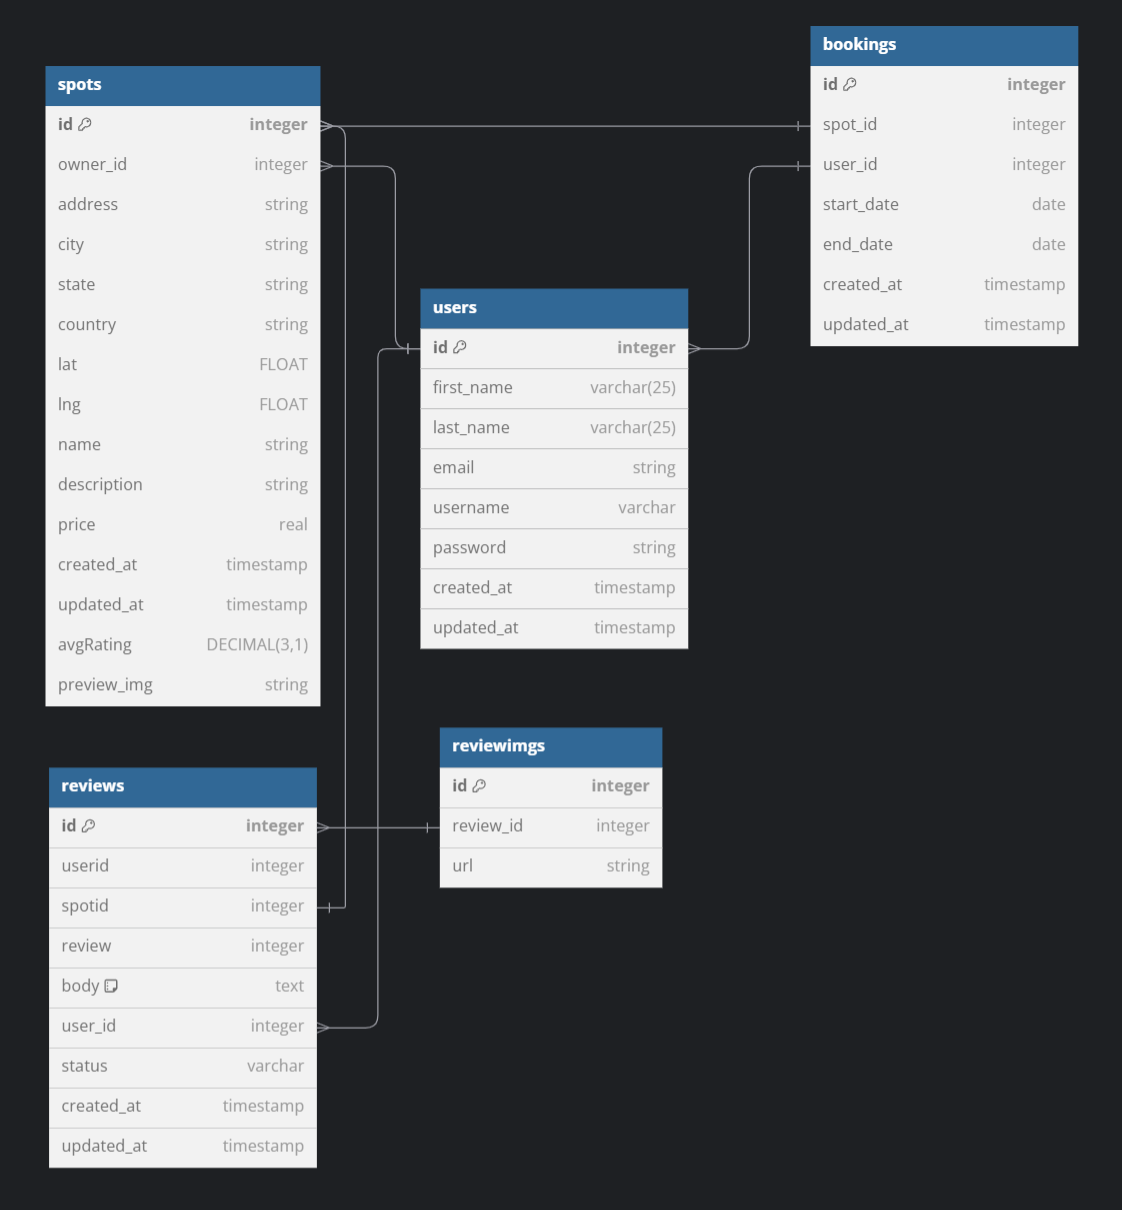 spots
id integer
owner_id integer
address string
city string
state string
country string
lat FLOAT
lng FLOAT
name string
description string
price real
created_at timestamp
updated_at timestamp
avgRating DECIMAL(3,1)
preview_img string
bookings
id integer
spot_id integer
user_id integer
start_date date
end_date date
created_at timestamp
updated_at timestamp
users
id integer
first_name varchar(25)
last_name varchar(25)
email string
username varchar
password string
created_at timestamp
updated_at timestamp
reviews
id integer
userid integer
spotid integer
review integer
body text
user_id integer
status varchar
created_at timestamp
updated_at timestamp
reviewimgs
id integer
review_id integer
url string